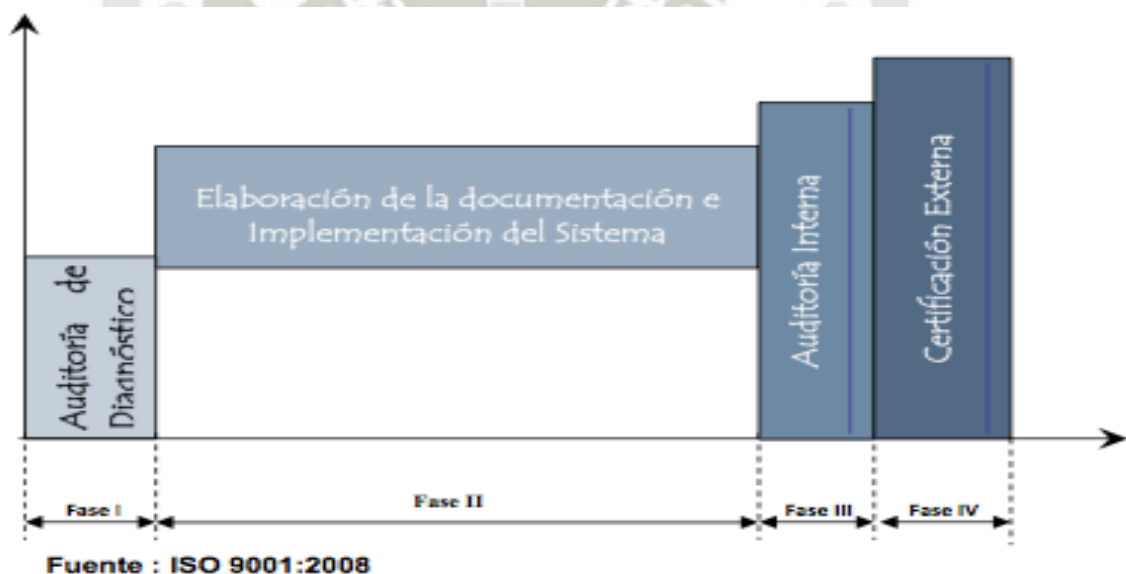 Auditoría de
Diagnóstico
Elaboración de la documentación e
Implementación del Sistema
Auditoría Interna
Certificación Externa
Fase I
Fase II
Fase III
Fase IV
Fuente : ISO 9001:2008